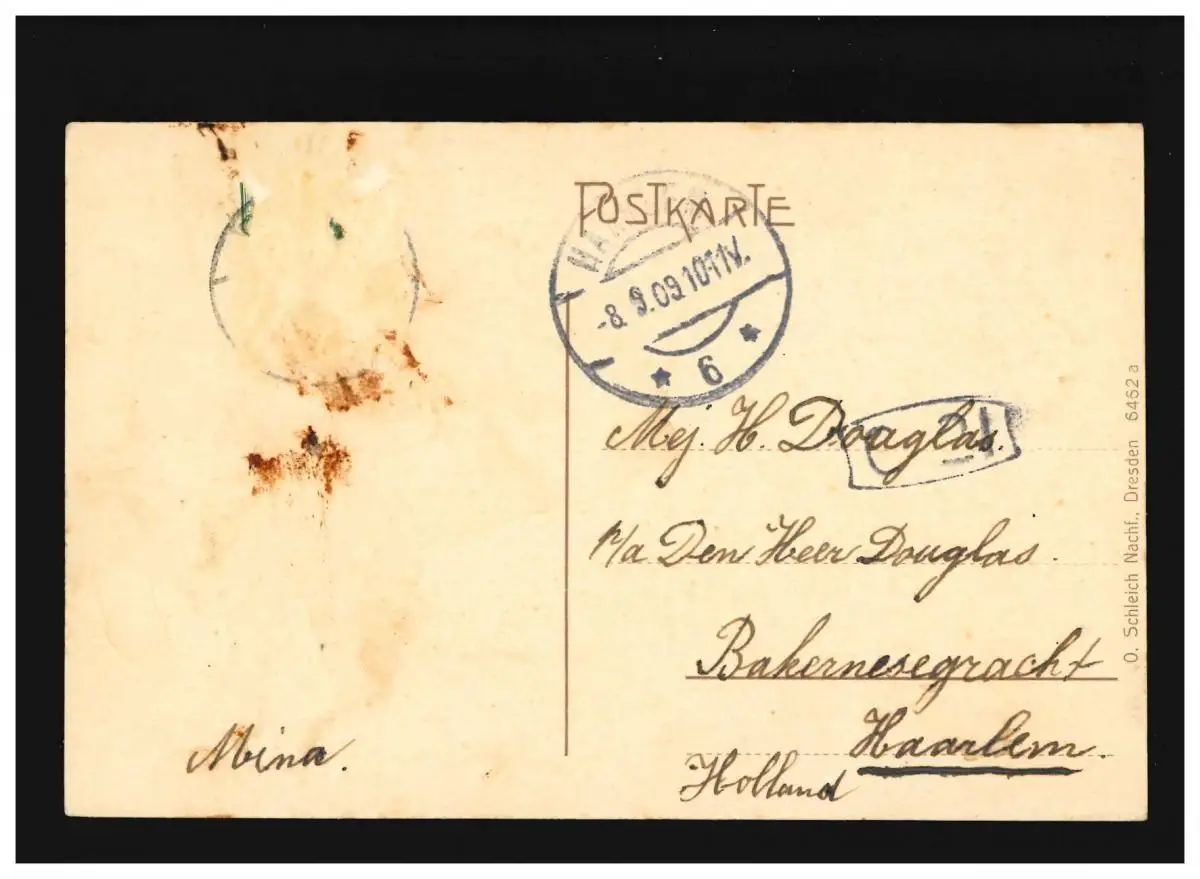 POSTKARTE
-8.9.09.10-11V.
* 6 *
Mej. H. Douglas.
p/a Den Heer Douglas.
Bakernesegracht
Haarlem.
Holland
Mina.
O. Schleich Nachf., Dresden 6462 a